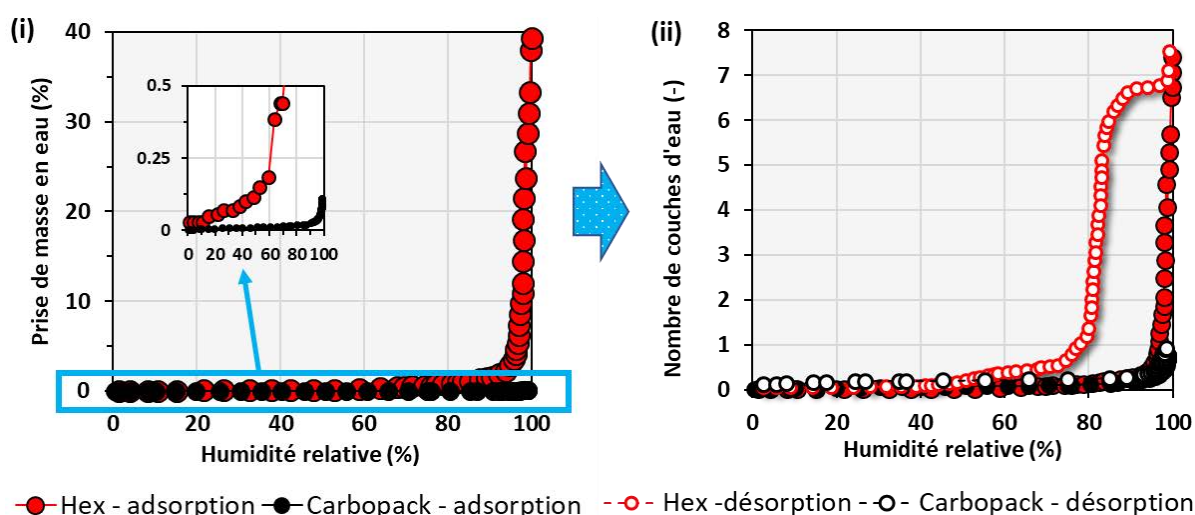 (i)
Prise de masse en eau (%)
40
30
20
10
0
0.5
0.25
0
0 20 40 60 80 100
0 20 40 60 80 100
Humidité relative (%)
(ii)
Nombre de couches d'eau (-)
8
7
6
5
4
3
2
1
0
0 20 40 60 80 100
Humidité relative (%)
Hex - adsorption Carbopack - adsorption Hex -désorption Carbopack - désorption